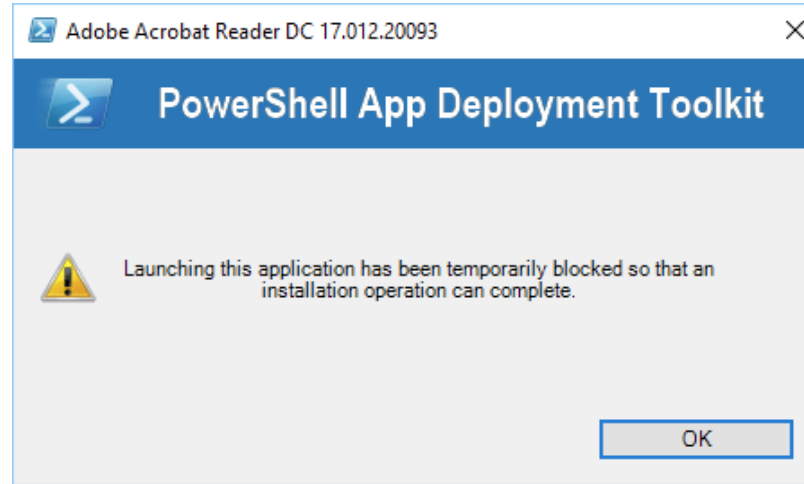 Adobe Acrobat Reader DC 17.012.20093
PowerShell App Deployment Toolkit
Launching this application has been temporarily blocked so that an
installation operation can complete.
OK